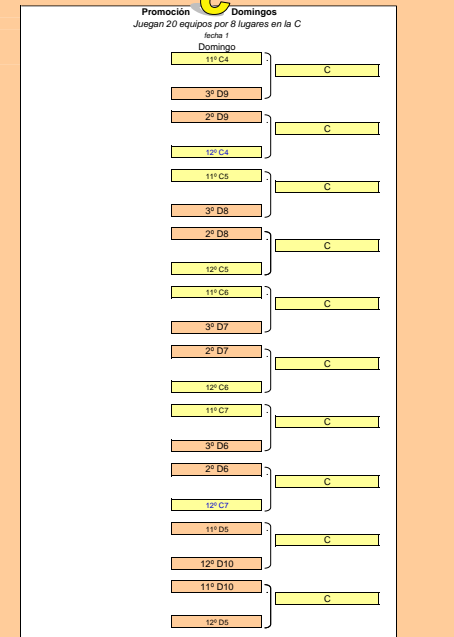 Promoción C Domingos
Juegan 20 equipos por 8 lugares en la C
fecha 1
Domingo
11º C4
C
3º D9
2º D9
C
12º C4
11º C5
C
3º D8
2º D8
C
12º C5
11º C6
C
3º D7
2º D7
C
12º C6
11º C7
C
3º D6
2º D6
C
12º C7
11º D5
C
12º D10
11º D10
C
12º D5